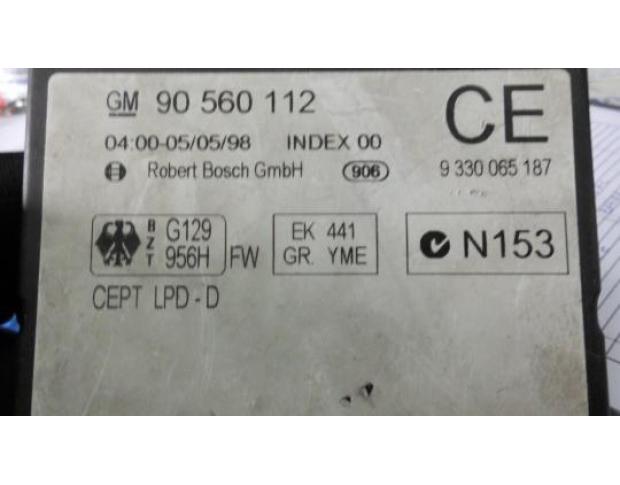 GM 90 560 112
CE
04:00-05/05/98 INDEX 00
Robert Bosch GmbH 906 9 330 065 187
BZT G129 956H FW
EK 441
GR. YME
N153
CEPT LPD - D